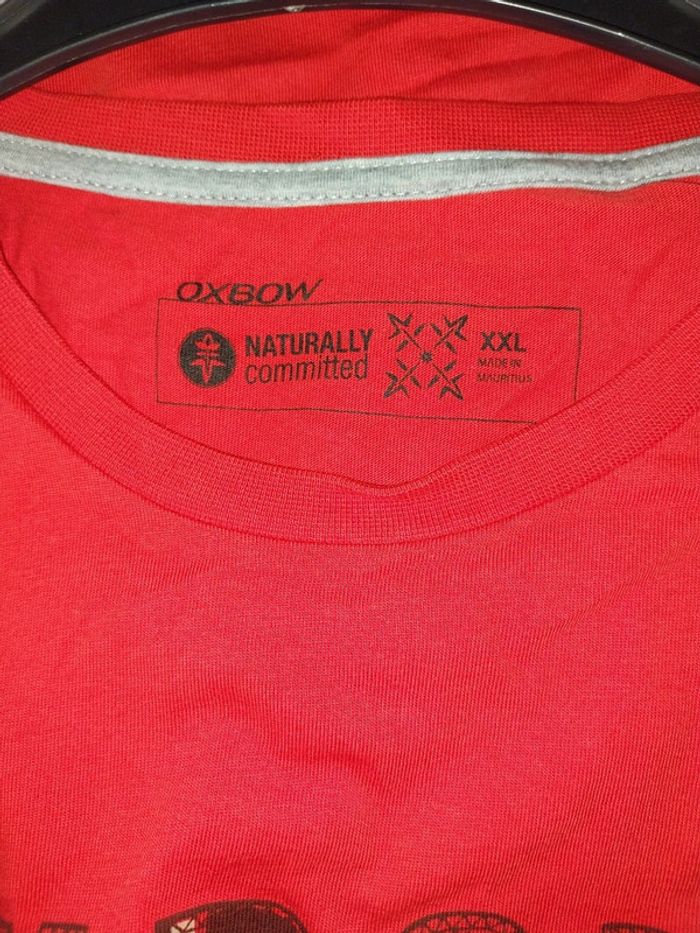 OXBOW
NATURALLY
committed
XXL
MADE IN
MAURITIUS